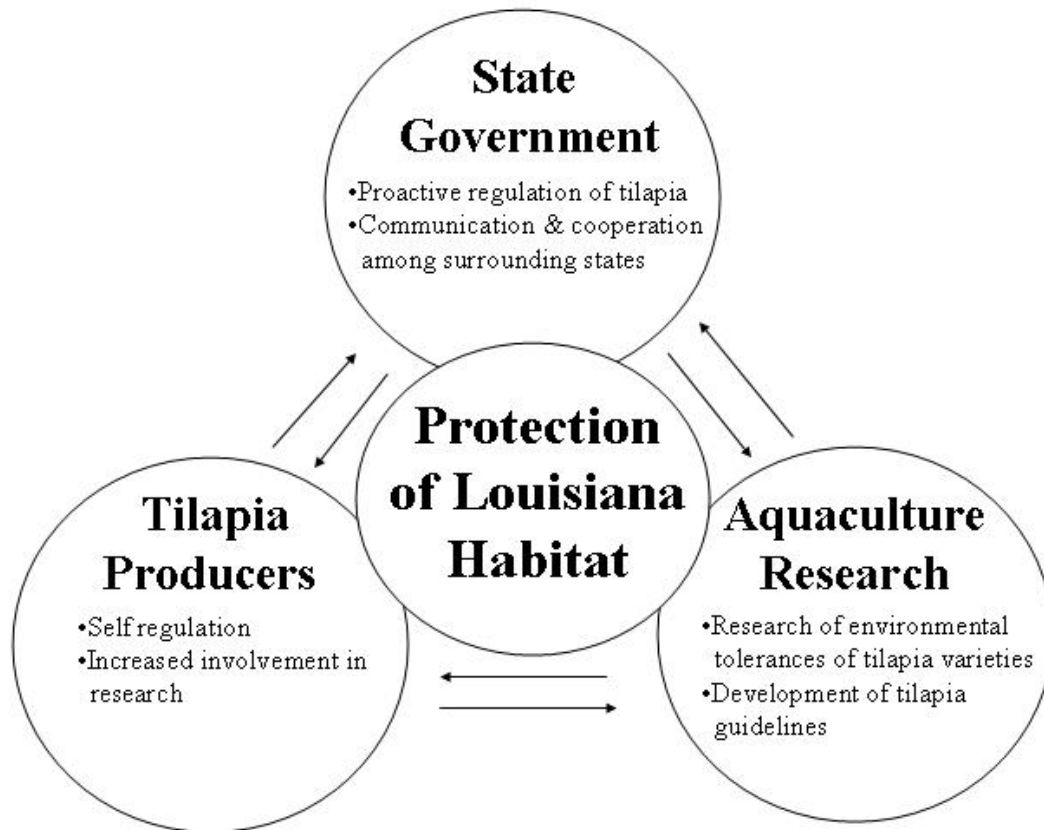 State
Government
•Proactive regulation of tilapia
•Communication & cooperation
among surrounding states
Protection
of Louisiana
Habitat
Tilapia
Producers
•Self regulation
•Increased involvement in
research
Aquaculture
Research
•Research of environmental
tolerances of tilapia varieties
•Development of tilapia
guidelines